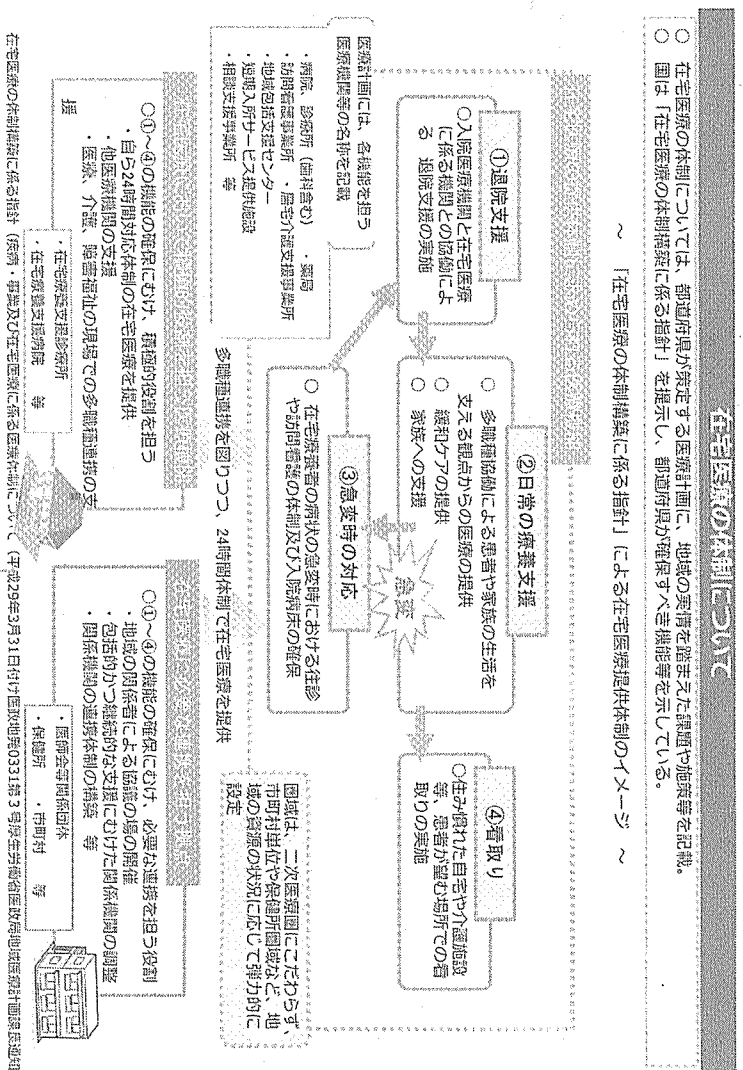 在宅医療の体制について
○ 在宅医療の体制については、都道府県が策定する医療計画に、地域の実情を踏まえた課題や施策等を記載。
○ 国は「在宅医療の体制構築に係る指針」を提示し、都道府県が確保すべき機能等を示している。
~ 「在宅医療の体制構築に係る指針」による在宅医療提供体制のイメージ ~
①退院支援
○入院医療機関と在宅医療
に係る機関との協働によ
る 退院支援の実施
②日常の療養支援
○ 多職種協働による患者や家族の生活を
支える観点からの医療の提供
○ 緩和ケアの提供
○ 家族への支援
急変
③急変時の対応
○ 在宅療養者の病状の急変時における往診
や訪問看護の体制及び入院病床の確保
④看取り
○住み慣れた自宅や介護施設
等、患者が望む場所での看
取りの実施
医療計画には、各機能を担う
医療機関等の名称を記載
・病院、診療所（歯科含む） ・薬局
・訪問看護事業所 ・居宅介護支援事業所
・地域包括支援センター
・短期入所サービス提供施設
・相談支援事業所 等
多職種連携を図りつつ、24時間体制で在宅医療を提供
圏域は、二次医療圏にこだわらず、
市町村単位や保健所圏域など、地
域の資源の状況に応じて弾力的に
設定
○①~④の機能の確保にむけ、積極的役割を担う
・自ら24時間対応体制の在宅医療を提供
・他医療機関の支援
・医療、介護、障害福祉の現場での多職種連携の支
援
・在宅療養支援診療所
・在宅療養支援病院 等
○①~④の機能の確保にむけ、必要な連携を担う役割
・地域の関係者による協議の場の開催
・包括的かつ継続的な支援にむけた関係機関の調整
・関係機関の連携体制の構築 等
・医師会等関係団体
・保健所 ・市町村 等
在宅医療の体制構築に係る指針（疾病・事業及び在宅医療に係る医療体制について（平成29年3月31日付け医政地発0331第3号厚生労働省医政局地域医療計画課長通知